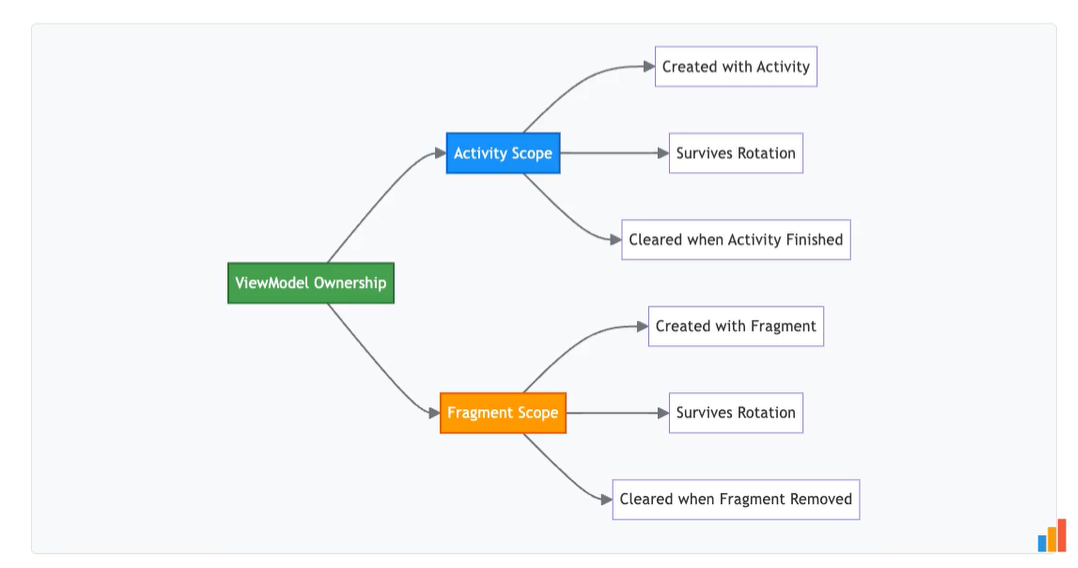 Created with Activity
Activity Scope
Survives Rotation
Cleared when Activity Finished
ViewModel Ownership
Created with Fragment
Fragment Scope
Survives Rotation
Cleared when Fragment Removed